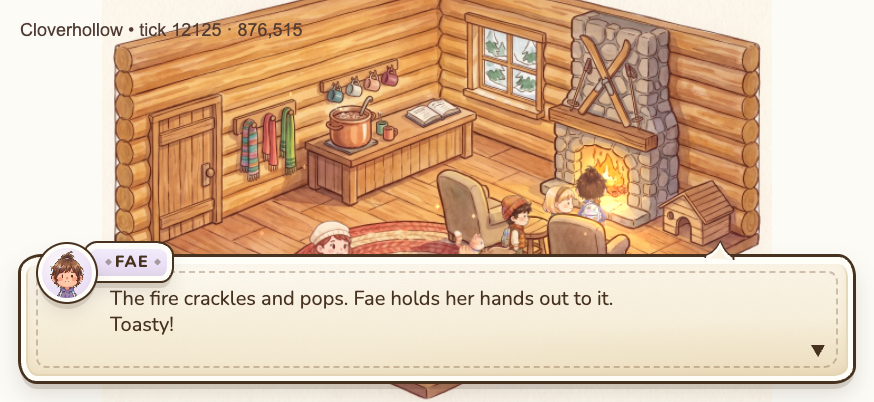 Cloverhollow • tick 12125 · 876,515
FAE
The fire crackles and pops. Fae holds her hands out to it.
Toasty!